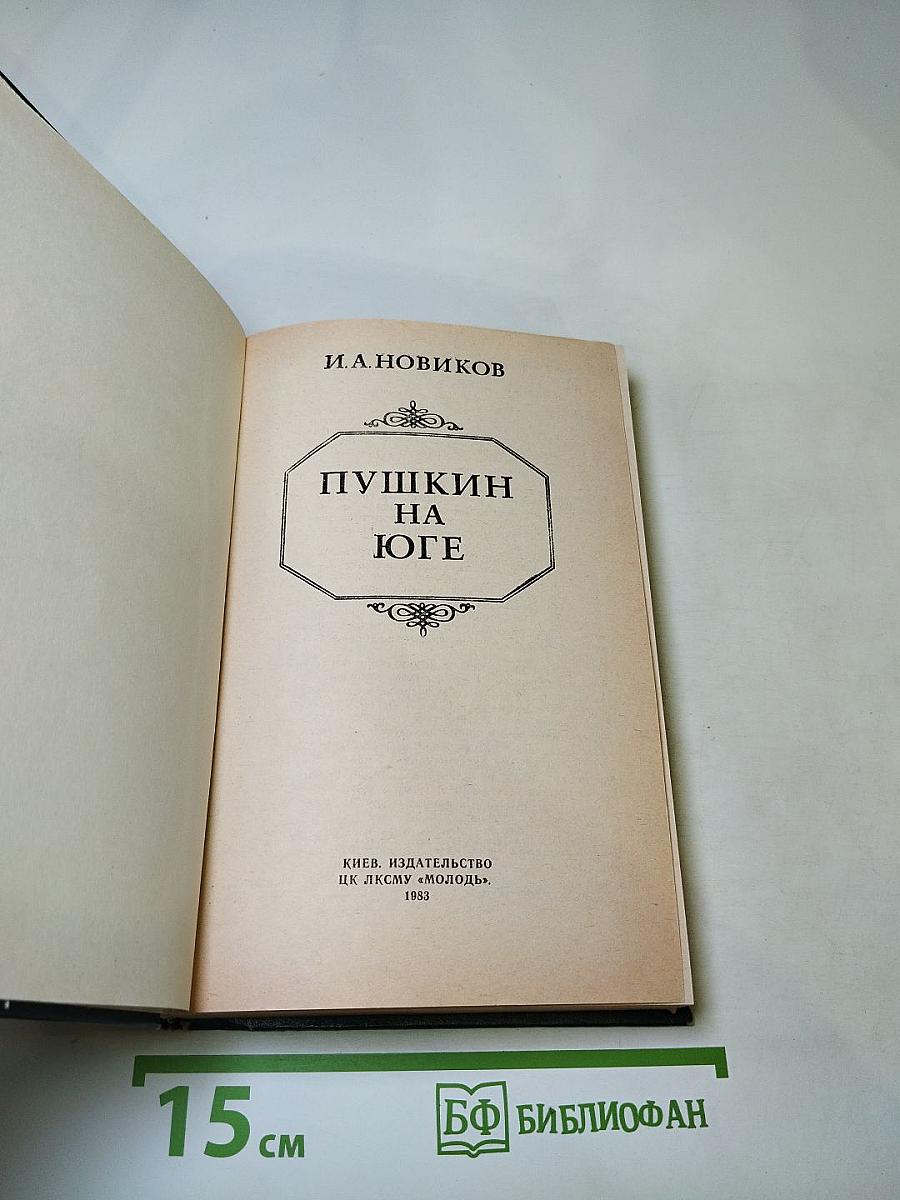 И.А.НОВИКОВ
ПУШКИН
НА
ЮГЕ
КИЕВ. ИЗДАТЕЛЬСТВО
ЦК ЛКСМУ «МОЛОДЬ».
1983
15 см
БФ БИБЛИОФАН